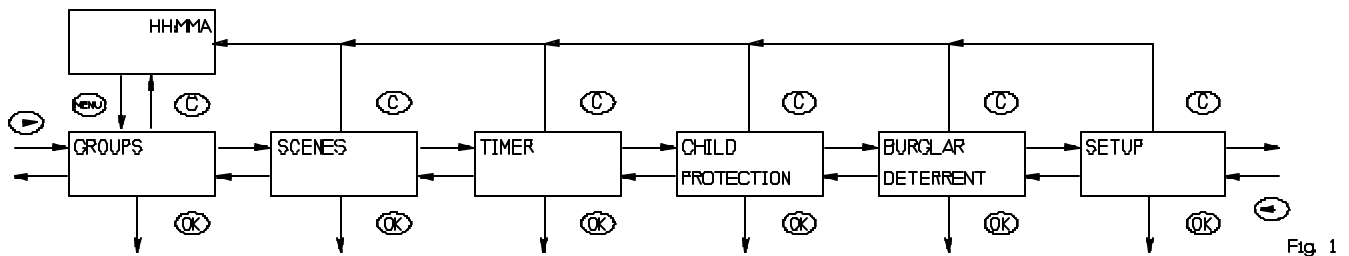 HH:MMA
MENU
C
C
C
C
C
C
GROUPS
SCENES
TIMER
CHILD
PROTECTION
BURGLAR
DETERRENT
SETUP
OK
OK
OK
OK
OK
OK
Fig. 1